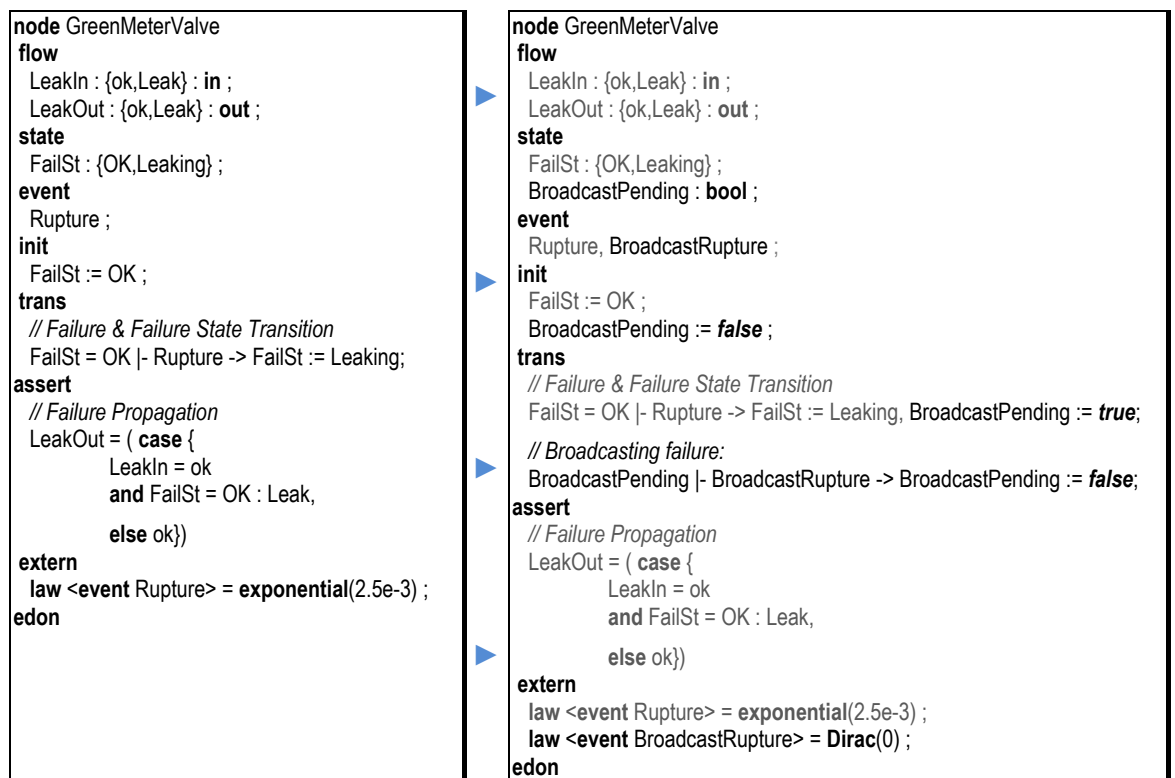 node GreenMeterValve
flow
LeakIn : {ok,Leak} : in ;
LeakOut : {ok,Leak} : out ;
state
FailSt : {OK,Leaking} ;
event
Rupture ;
init
FailSt := OK ;
trans
// Failure & Failure State Transition
FailSt = OK |- Rupture -> FailSt := Leaking;
assert
// Failure Propagation
LeakOut = ( case {
LeakIn = ok
and FailSt = OK : Leak,
else ok})
extern
law <event Rupture> = exponential(2.5e-3) ;
edon
node GreenMeterValve
flow
LeakIn : {ok,Leak} : in ;
LeakOut : {ok,Leak} : out ;
state
FailSt : {OK,Leaking} ;
BroadcastPending : bool ;
event
Rupture, BroadcastRupture ;
init
FailSt := OK ;
BroadcastPending := false ;
trans
// Failure & Failure State Transition
FailSt = OK |- Rupture -> FailSt := Leaking, BroadcastPending := true;
// Broadcasting failure:
BroadcastPending |- BroadcastRupture -> BroadcastPending := false;
assert
// Failure Propagation
LeakOut = ( case {
LeakIn = ok
and FailSt = OK : Leak,
else ok})
extern
law <event Rupture> = exponential(2.5e-3) ;
law <event BroadcastRupture> = Dirac(0) ;
edon